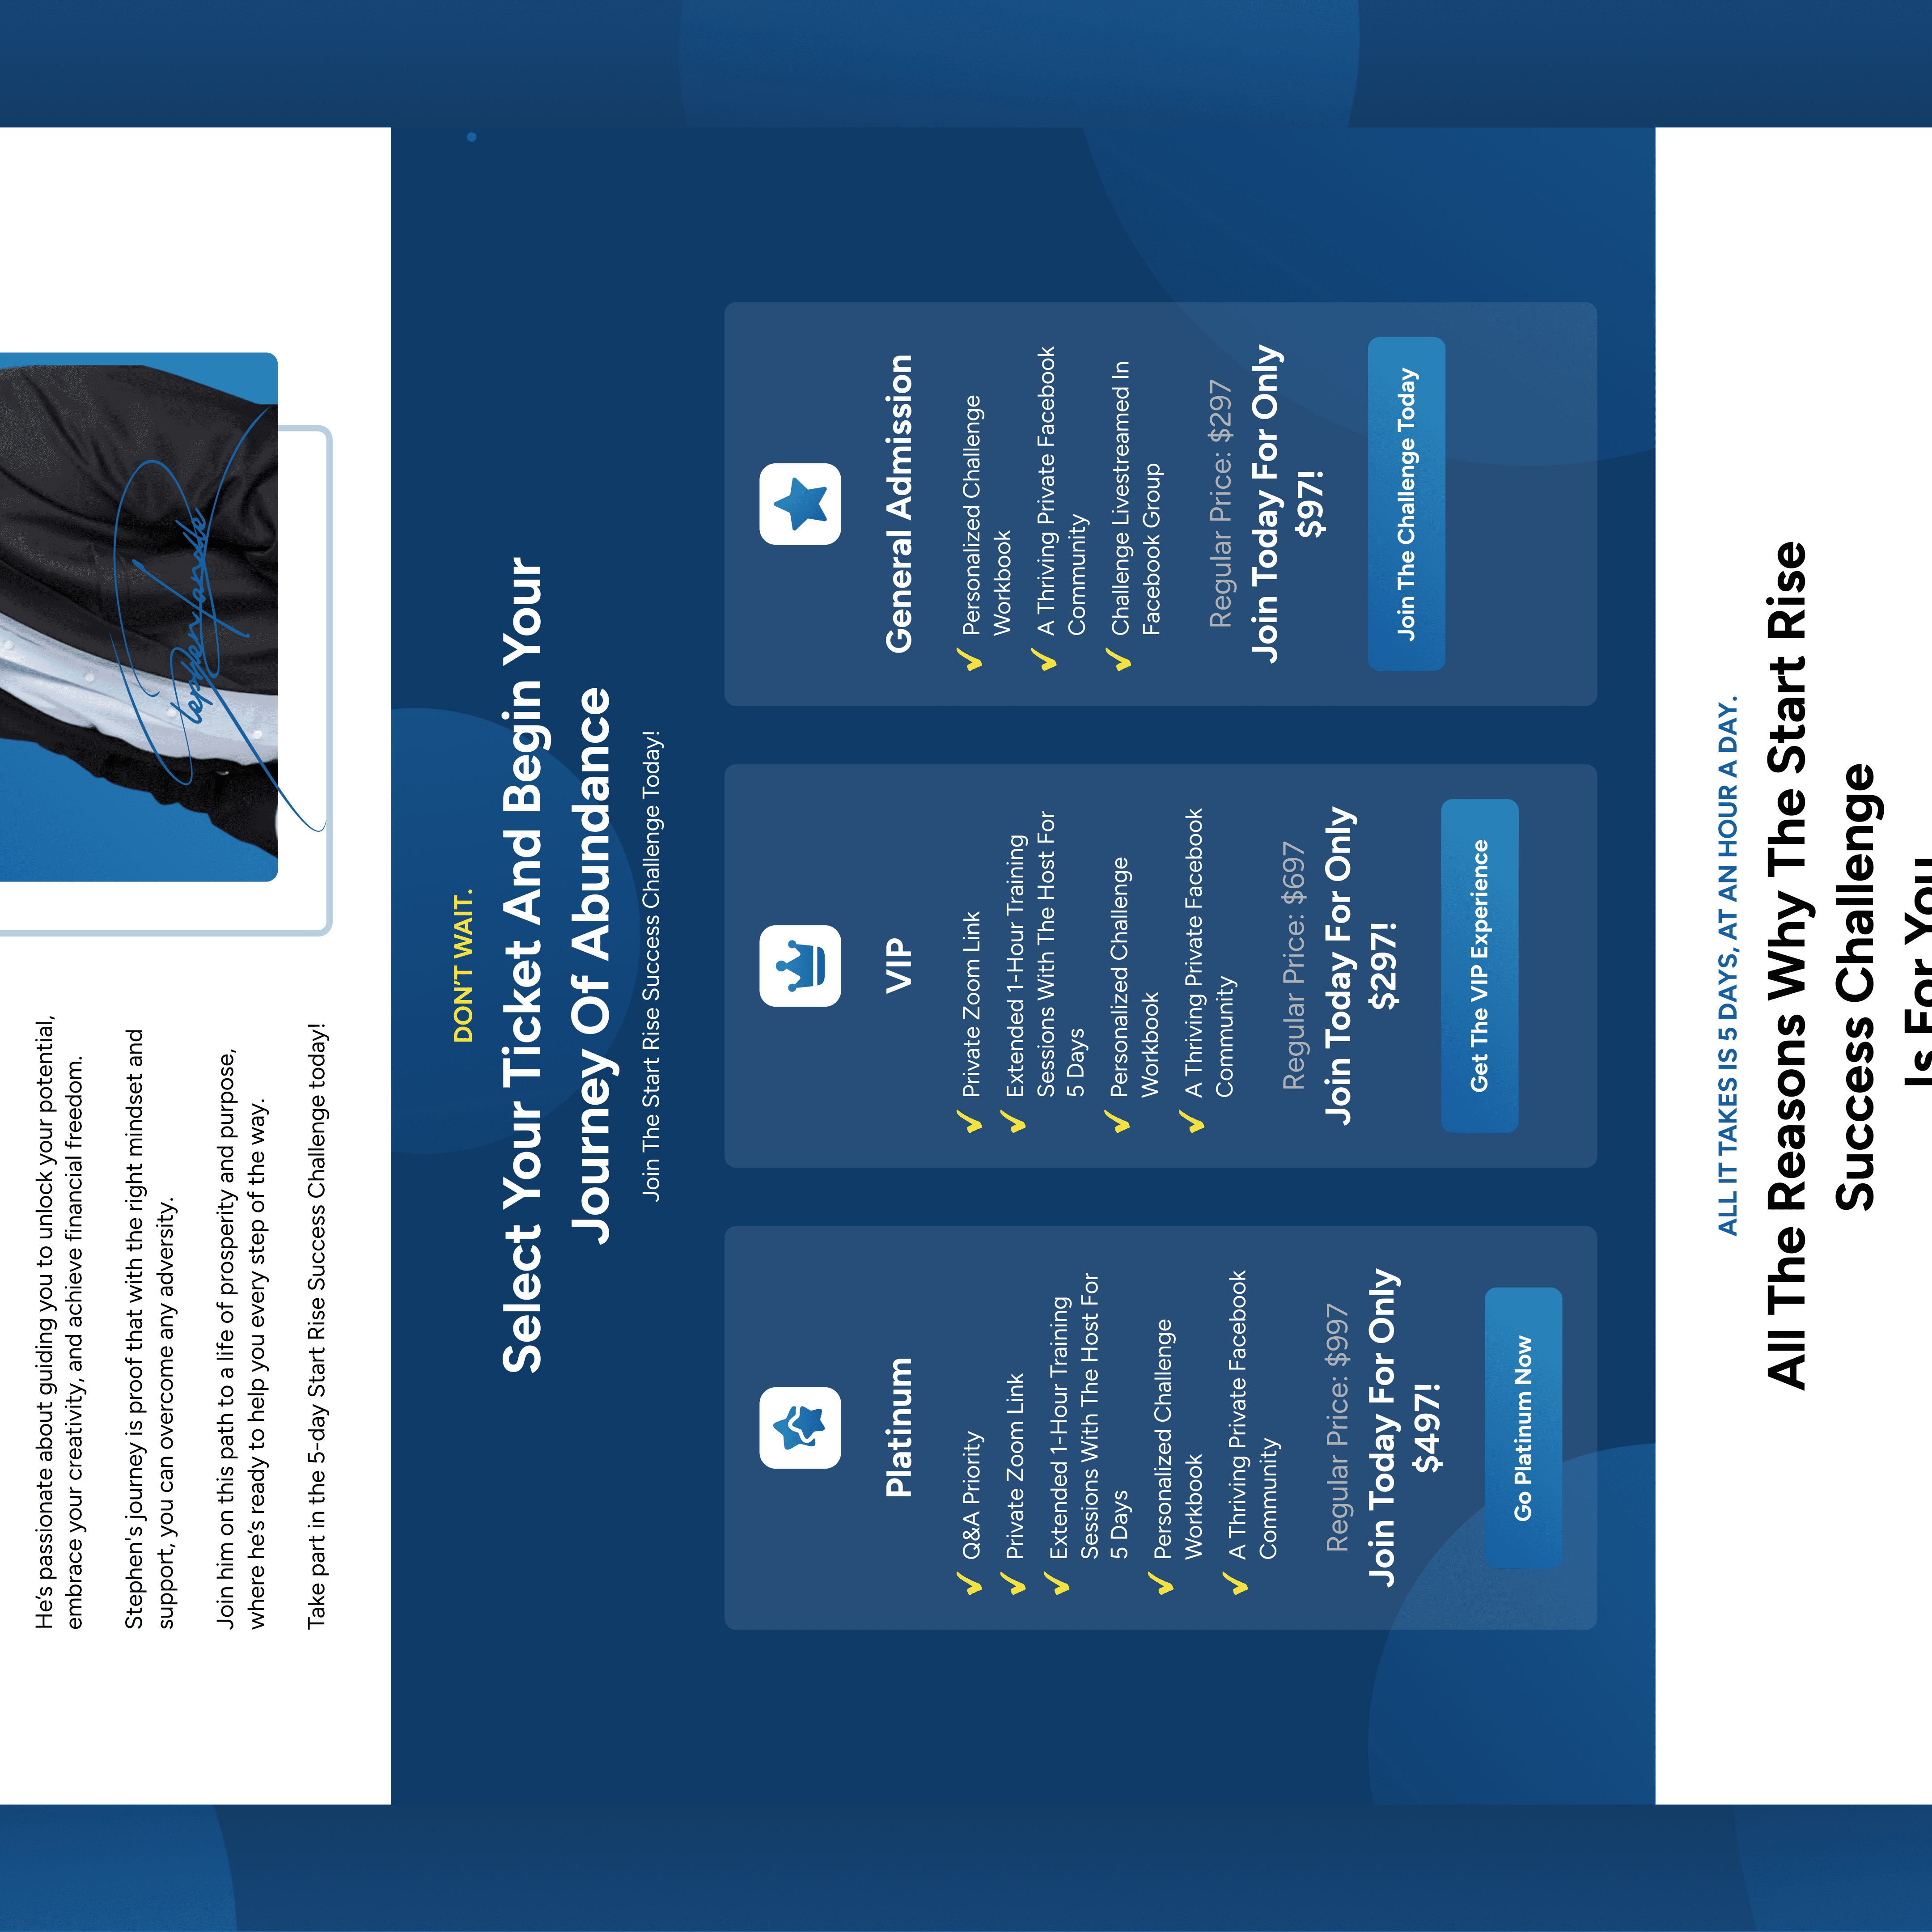 He's passionate about guiding you to unlock your potential,
embrace your creativity, and achieve financial freedom.
Stephen's journey is proof that with the right mindset and
support, you can overcome any adversity.
Join him on this path to a life of prosperity and purpose,
where he's ready to help you every step of the way.
Take part in the 5-day Start Rise Success Challenge today!
DON'T WAIT.
Select Your Ticket And Begin Your
Journey Of Abundance
Join The Start Rise Success Challenge Today!
Platinum
Q&A Priority
Private Zoom Link
Extended 1-Hour Training
Sessions With The Host For
5 Days
Personalized Challenge
Workbook
A Thriving Private Facebook
Community
Regular Price: $997
Join Today For Only
$497!
Go Platinum Now
VIP
Private Zoom Link
Extended 1-Hour Training
Sessions With The Host For
5 Days
Personalized Challenge
Workbook
A Thriving Private Facebook
Community
Regular Price: $697
Join Today For Only
$297!
Get The VIP Experience
General Admission
Personalized Challenge
Workbook
A Thriving Private Facebook
Community
Challenge Livestreamed In
Facebook Group
Regular Price: $297
Join Today For Only
$97!
Join The Challenge Today
ALL IT TAKES IS 5 DAYS, AT AN HOUR A DAY.
All The Reasons Why The Start Rise
Success Challenge
Is For You